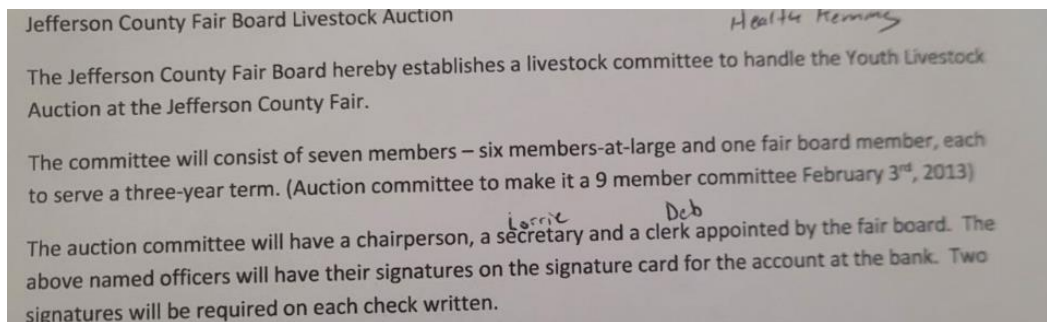 Jefferson County Fair Board Livestock Auction
The Jefferson County Fair Board hereby establishes a livestock committee to handle the Youth Livestock
Auction at the Jefferson County Fair.
The committee will consist of seven members – six members-at-large and one fair board member, each
to serve a three-year term. (Auction committee to make it a 9 member committee February 3rd, 2013)
Lorrie Deb
The auction committee will have a chairperson, a secretary and a clerk appointed by the fair board. The
above named officers will have their signatures on the signature card for the account at the bank. Two
signatures will be required on each check written.